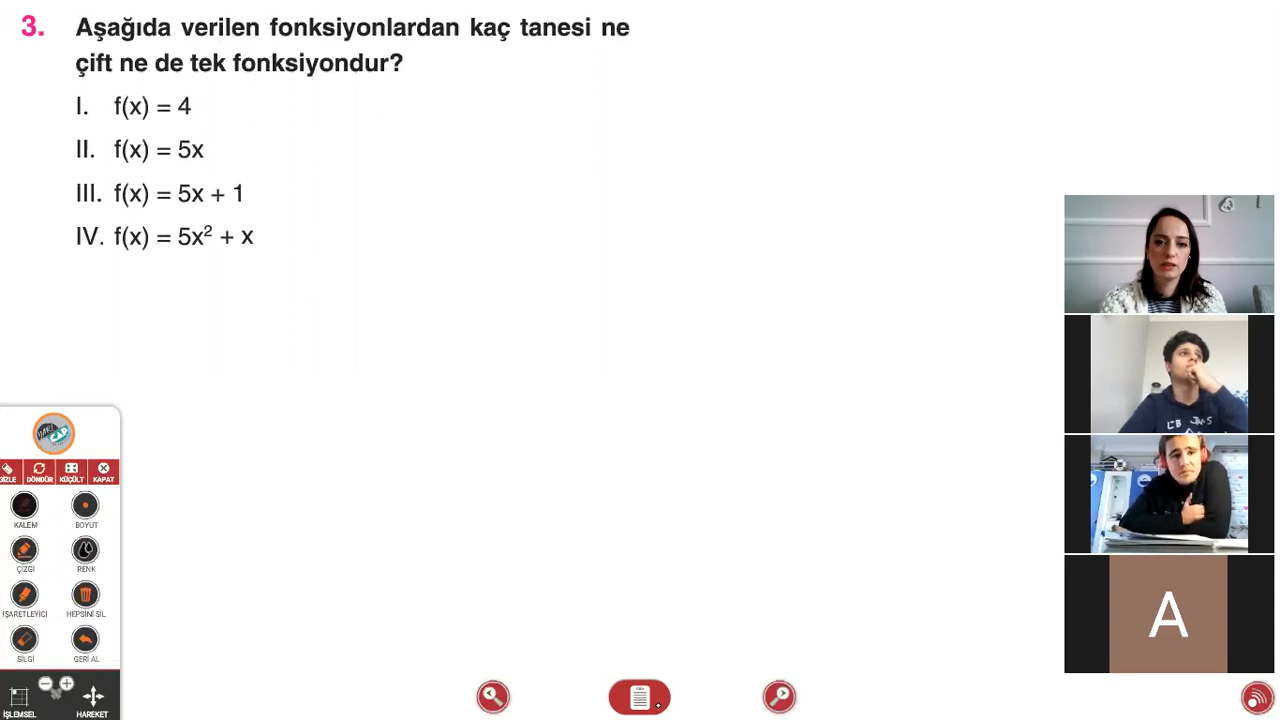 3. Aşağıda verilen fonksiyonlardan kaç tanesi ne
çift ne de tek fonksiyondur?
I. f(x) = 4
II. f(x) = 5x
III. f(x) = 5x + 1
IV. f(x) = 5x² + x
GİZLE DÖNDÜR KÜÇÜLT KAPAT
KALEM BOYUT
ÇİZGİ RENK
İŞARETLEYİCİ HEPSİNİ SİL
SİLGİ GERİ AL
İŞLEMSEL HAREKET
A